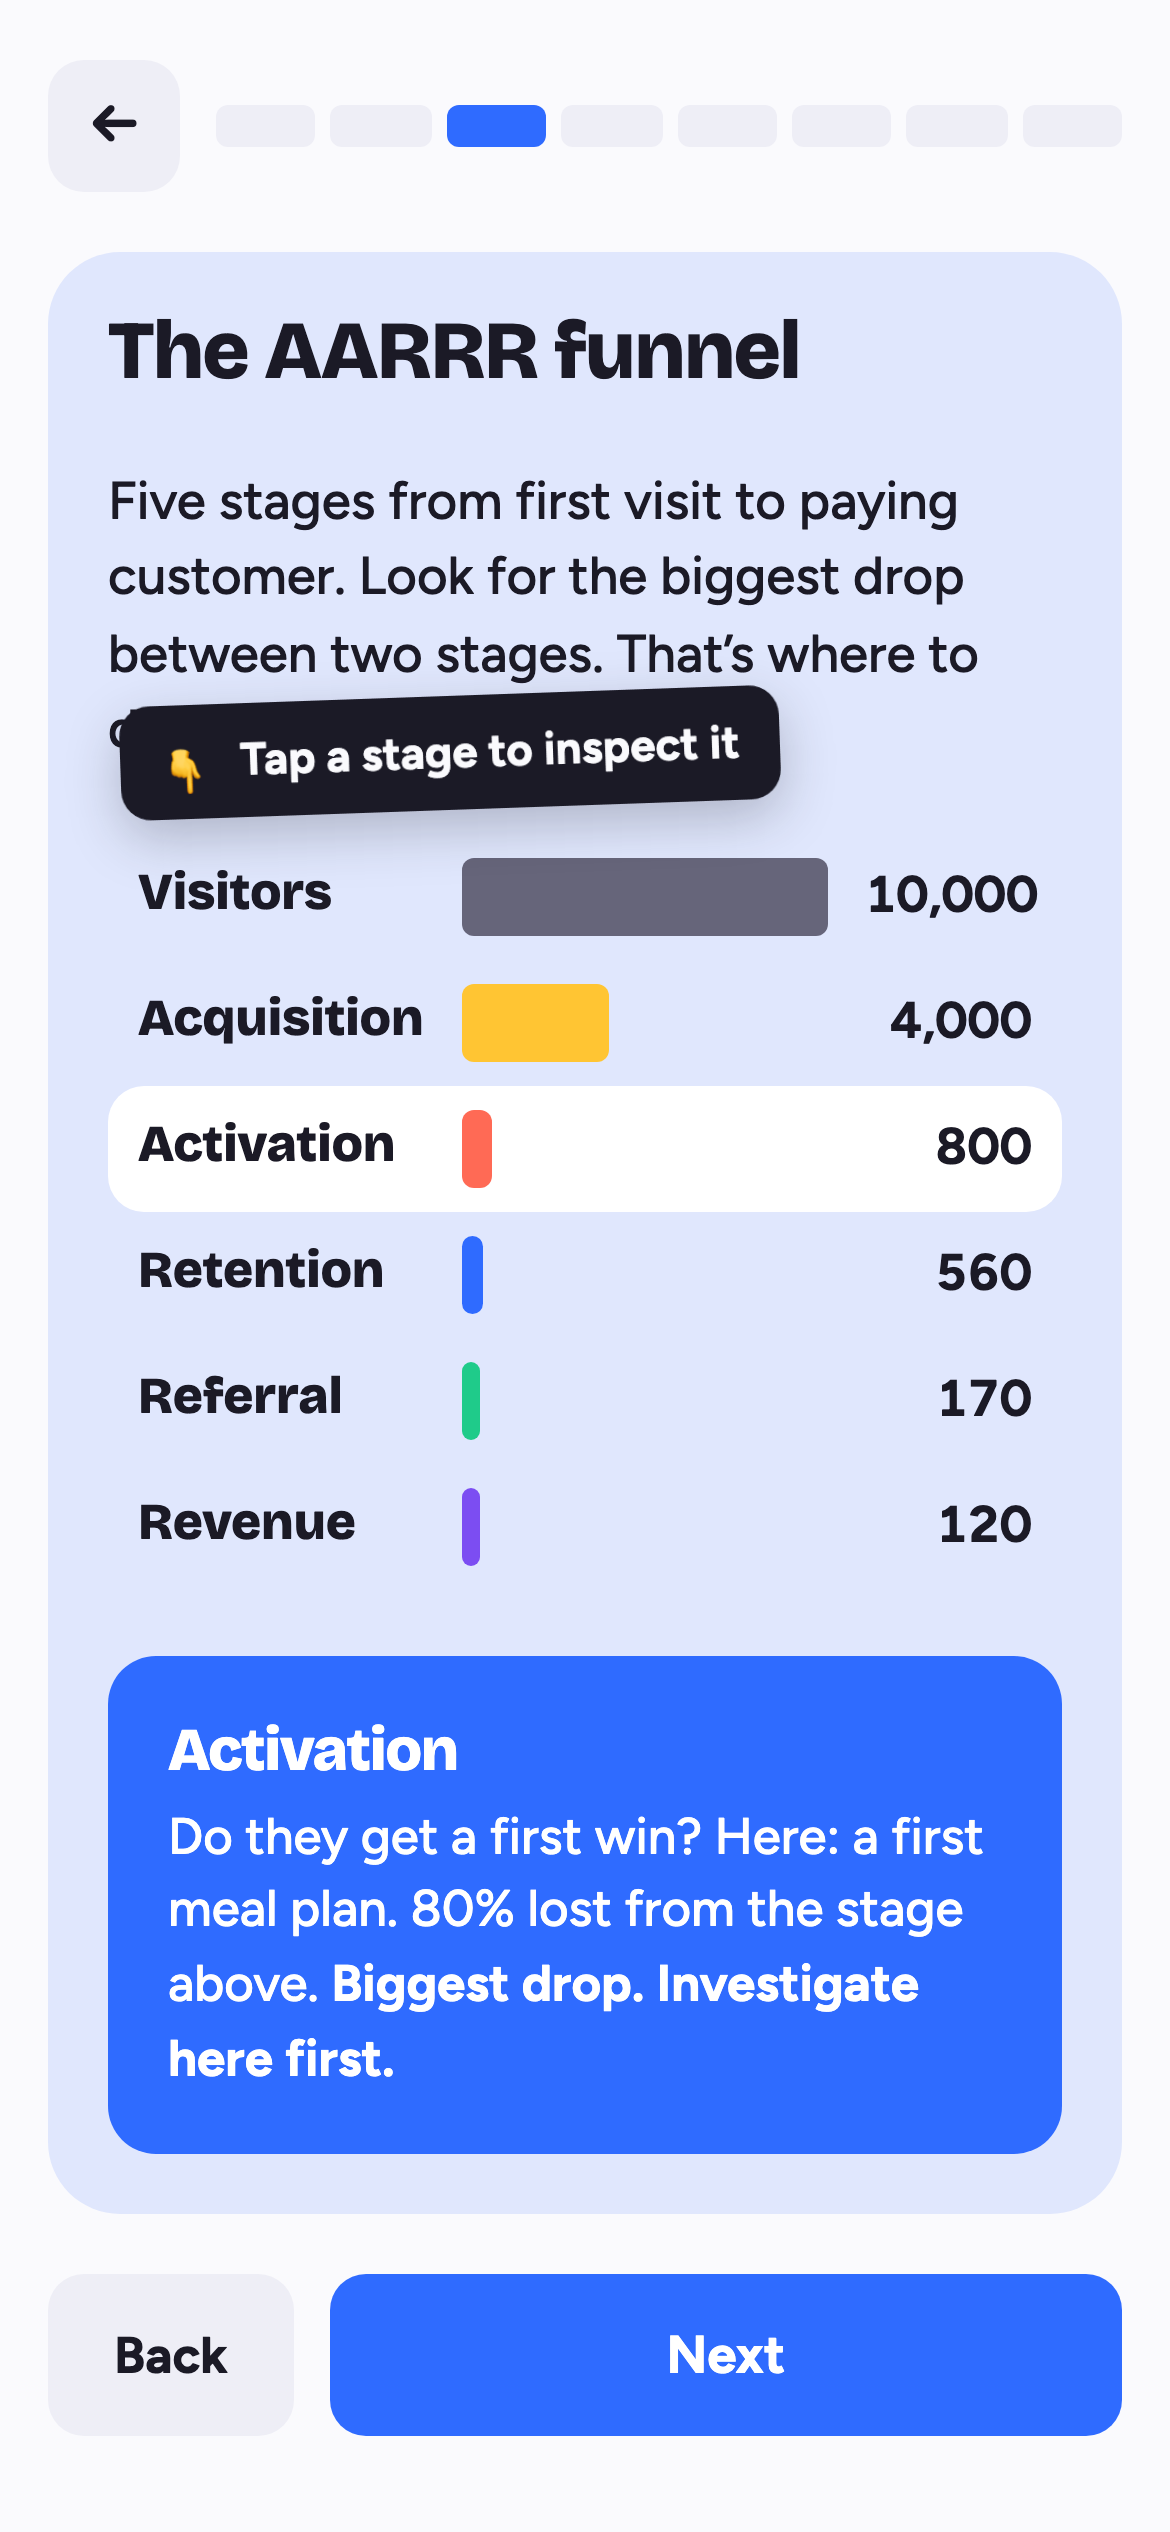 The AARRR funnel
Five stages from first visit to paying
customer. Look for the biggest drop
between two stages. That’s where to
👇 Tap a stage to inspect it
Visitors 10,000
Acquisition 4,000
Activation 800
Retention 560
Referral 170
Revenue 120
Activation
Do they get a first win? Here: a first
meal plan. 80% lost from the stage
above. Biggest drop. Investigate
here first.
Back Next